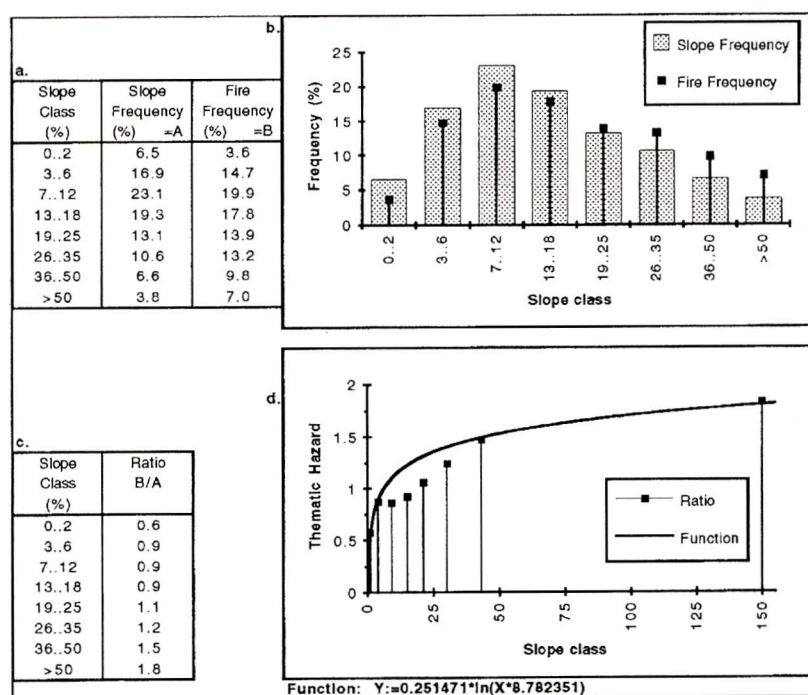 a.
Slope Class (%) Slope Frequency (%) =A Fire Frequency (%) =B
0..2 6.5 3.6
3..6 16.9 14.7
7..12 23.1 19.9
13..18 19.3 17.8
19..25 13.1 13.9
26..35 10.6 13.2
36..50 6.6 9.8
>50 3.8 7.0
b.
25
20
15
10
5
0
Frequency (%)
Slope Frequency
Fire Frequency
0..2 3..6 7..12 13..18 19..25 26..35 36..50 >50
Slope class
c.
Slope Class (%) Ratio B/A
0..2 0.6
3..6 0.9
7..12 0.9
13..18 0.9
19..25 1.1
26..35 1.2
36..50 1.5
>50 1.8
d.
2
1.5
1
0.5
0
Thematic Hazard
Ratio
Function
0 25 50 75 100 125 150
Slope class
Function: Y:=0.251471*ln(X*8.782351)